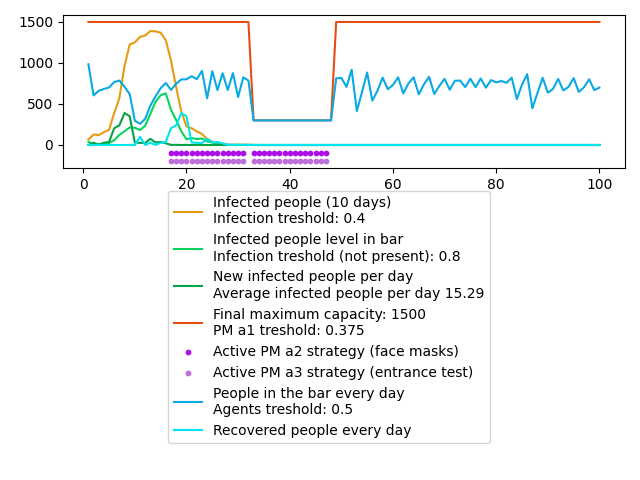 1500
1000
500
0
0 20 40 60 80 100
Infected people (10 days)
Infection treshold: 0.4
Infected people level in bar
Infection treshold (not present): 0.8
New infected people per day
Average infected people per day 15.29
Final maximum capacity: 1500
PM a1 treshold: 0.375
Active PM a2 strategy (face masks)
Active PM a3 strategy (entrance test)
People in the bar every day
Agents treshold: 0.5
Recovered people every day